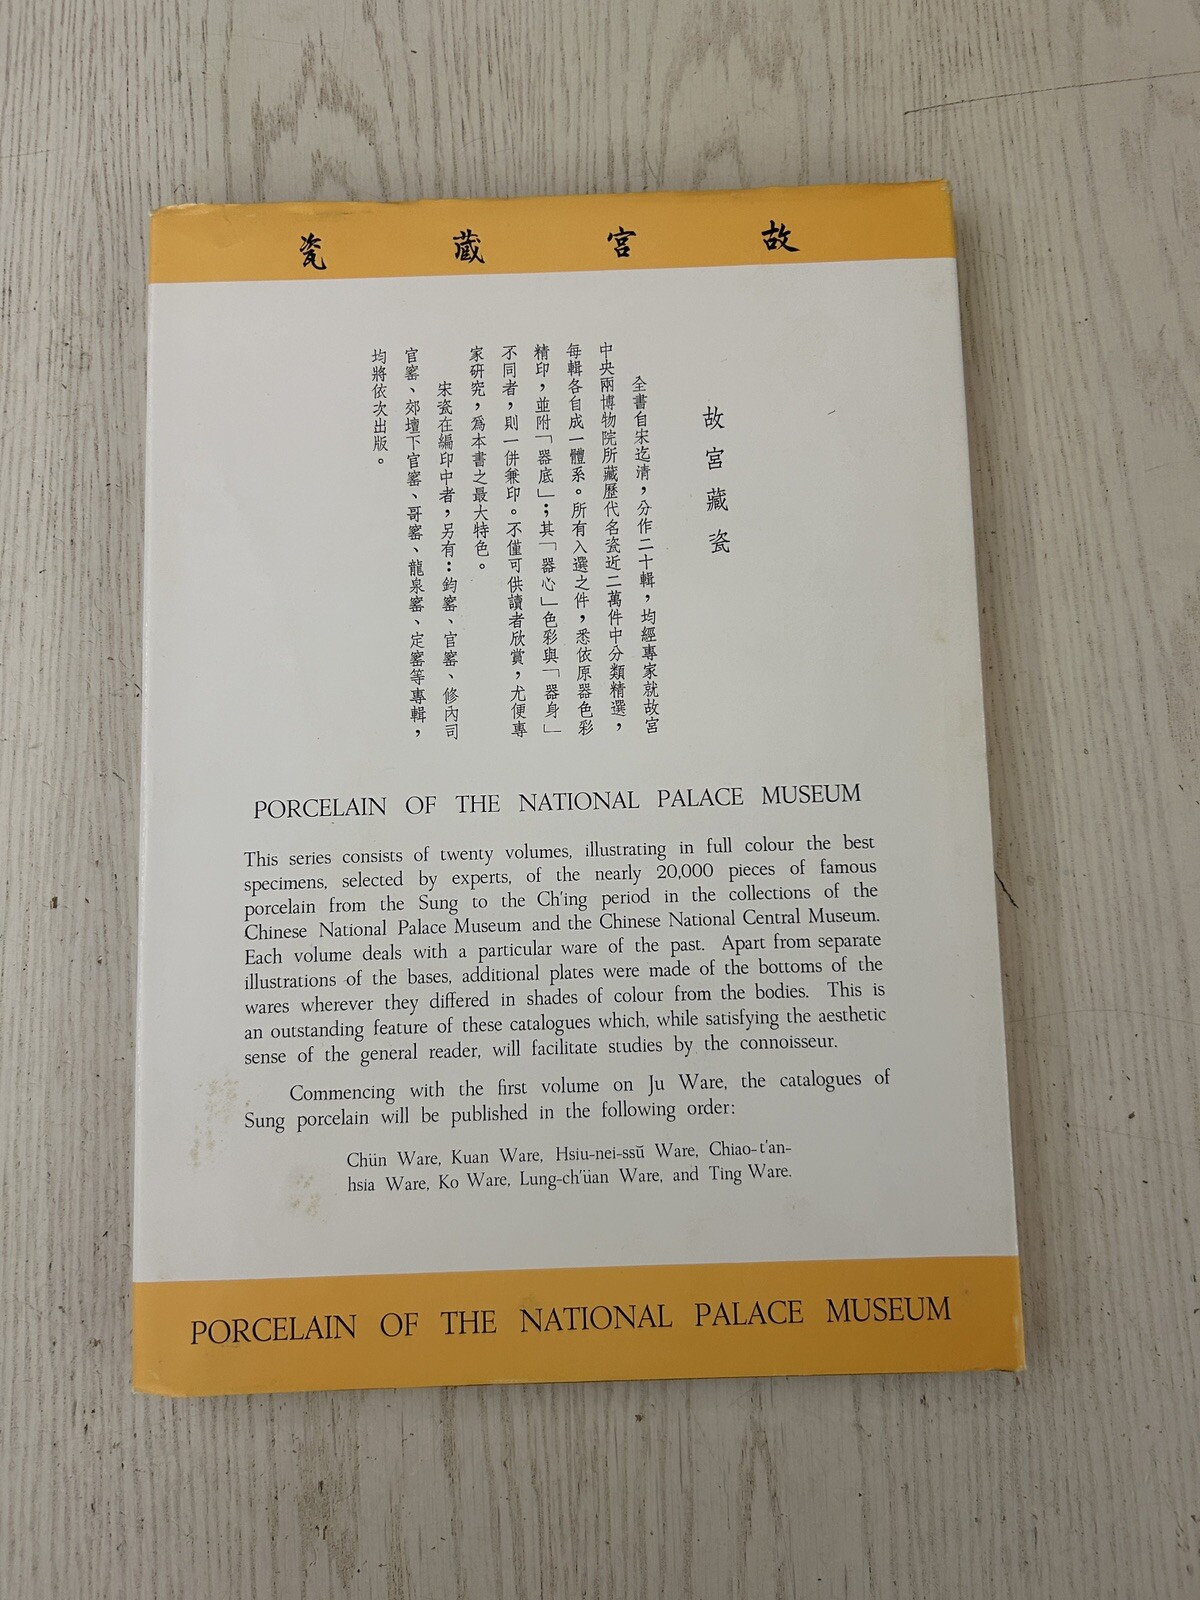 故宮蔵瓷
故宮藏瓷
全書自宋迄清，分作二十輯，均經專家就故宮
中央兩博物院所藏歷代名瓷近二萬件中分類精選，
每輯各自成一體系。所有入選之件，悉依原器色彩
精印，並附「器底」；其「器心」色彩與「器身」
不同者，則一併兼印。不僅可供讀者欣賞，尤便專
家研究，爲本書之最大特色。
宋瓷在編印中者，另有：鈞窰、官窰、修內司
官窰、郊壇下官窰、哥窰、龍泉窰、定窰等專輯，
均將依次出版。
PORCELAIN OF THE NATIONAL PALACE MUSEUM
This series consists of twenty volumes, illustrating in full colour the best
specimens, selected by experts, of the nearly 20,000 pieces of famous
porcelain from the Sung to the Ch'ing period in the collections of the
Chinese National Palace Museum and the Chinese National Central Museum.
Each volume deals with a particular ware of the past. Apart from separate
illustrations of the bases, additional plates were made of the bottoms of the
wares wherever they differed in shades of colour from the bodies. This is
an outstanding feature of these catalogues which, while satisfying the aesthetic
sense of the general reader, will facilitate studies by the connoisseur.
Commencing with the first volume on Ju Ware, the catalogues of
Sung porcelain will be published in the following order:
Chün Ware, Kuan Ware, Hsiu-nei-ssŭ Ware, Chiao-t'an-
hsia Ware, Ko Ware, Lung-ch'üan Ware, and Ting Ware.
PORCELAIN OF THE NATIONAL PALACE MUSEUM